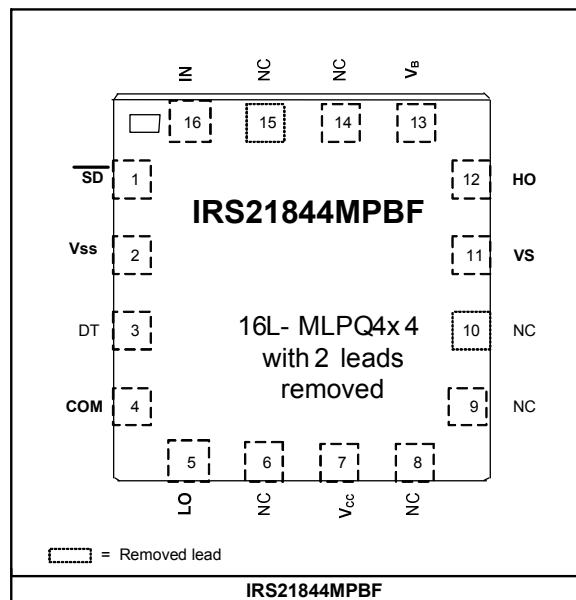 IN NC NC VB
16 15 14 13
SD 1 12 HO
IRS21844MPBF
Vss 2 11 VS
DT 3 10 NC
16L- MLPQ4x4
with 2 leads
removed
COM 4 9 NC
5 6 7 8
LO NC Vcc NC
= Removed lead
IRS21844MPBF